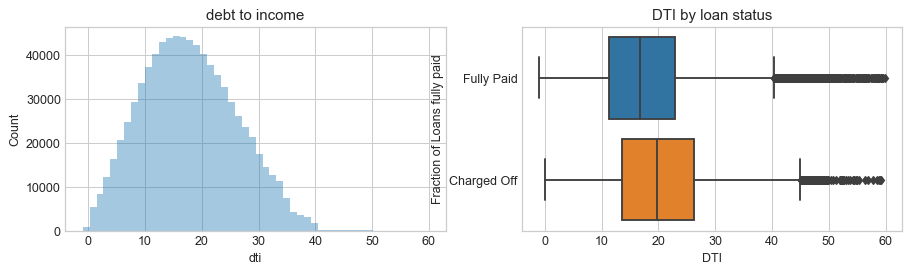 debt to income
40000
30000
20000
10000
0
Count
0 10 20 30 40 50 60
dti
DTI by loan status
Fraction of Loans fully paid
Fully Paid
Charged Off
0 10 20 30 40 50 60
DTI